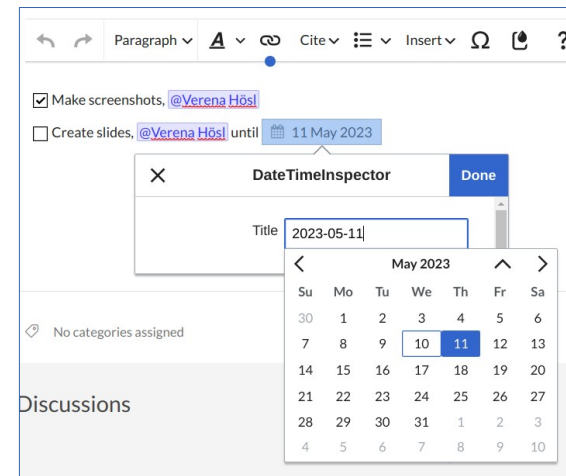 Paragraph A Cite Insert Ω ?
Make screenshots, @Verena Hösl
Create slides, @Verena Hösl until 11 May 2023
DateTimeInspector Done
Title 2023-05-11
May 2023
Su Mo Tu We Th Fr Sa
30 1 2 3 4 5 6
7 8 9 10 11 12 13
14 15 16 17 18 19 20
21 22 23 24 25 26 27
28 29 30 31 1 2 3
4 5 6 7 8 9 10
No categories assigned
Discussions